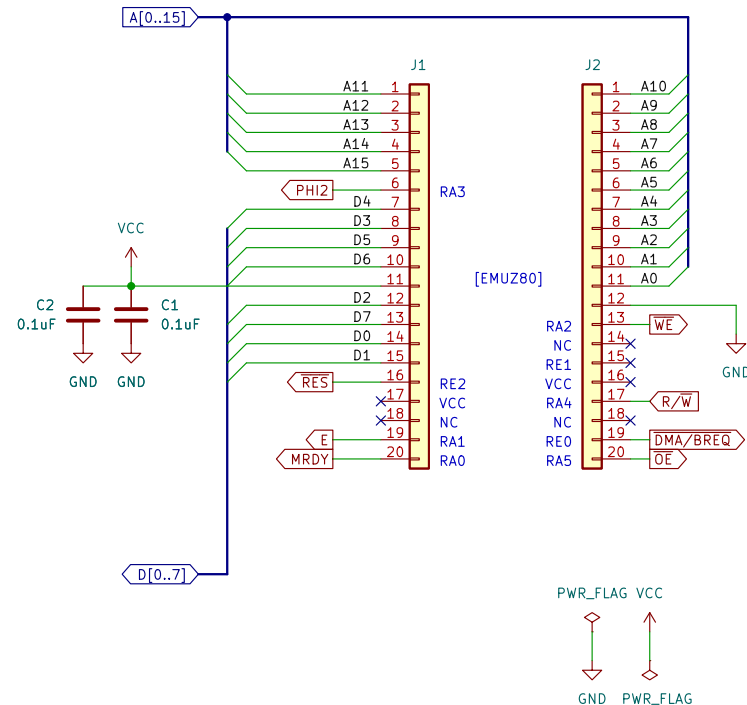 A[0..15]
J1
J2
A11 1
A12 2
A13 3
A14 4
A15 5
PHI2 6 RA3
D4 7
D3 8
D5 9
D6 10
11
D2 12
D7 13
D0 14
D1 15
R̅E̅S̅ 16 RE2
17 VCC
18 NC
E 19 RA1
MRDY 20 RA0
1 A10
2 A9
3 A8
4 A7
5 A6
6 A5
7 A4
8 A3
9 A2
10 A1
11 A0
12
RA2 13 W̅E̅
NC 14
RE1 15
VCC 16
RA4 17 R/W̅
NC 18
RE0 19 D̅M̅A̅/̅B̅R̅E̅Q̅
RA5 20 O̅E̅
[EMUZ80]
GND
VCC
C2
0.1uF
C1
0.1uF
GND
GND
D[0..7]
PWR_FLAG VCC
GND PWR_FLAG